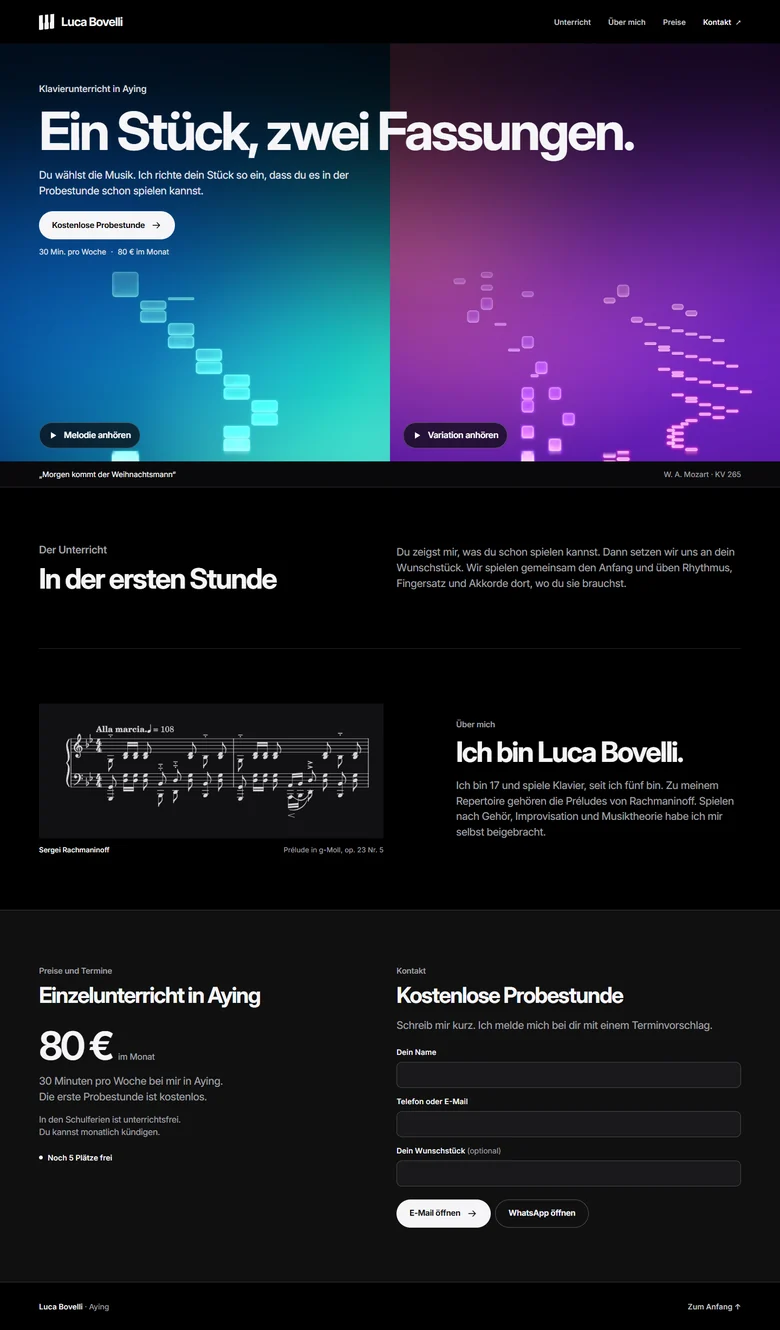 Luca Bovelli
Unterricht
Über mich
Preise
Kontakt ↗
Klavierunterricht in Aying
Ein Stück, zwei Fassungen.
Du wählst die Musik. Ich richte dein Stück so ein, dass du es in der
Probestunde schon spielen kannst.
Kostenlose Probestunde →
30 Min. pro Woche · 80 € im Monat
Melodie anhören
Variation anhören
„Morgen kommt der Weihnachtsmann“
W. A. Mozart · KV 265
Der Unterricht
In der ersten Stunde
Du zeigst mir, was du schon spielen kannst. Dann setzen wir uns an dein
Wunschstück. Wir spielen gemeinsam den Anfang und üben Rhythmus,
Fingersatz und Akkorde dort, wo du sie brauchst.
Alla marcia. ♩ = 108
Sergei Rachmaninoff
Prélude in g-Moll, op. 23 Nr. 5
Über mich
Ich bin Luca Bovelli.
Ich bin 17 und spiele Klavier, seit ich fünf bin. Zu meinem
Repertoire gehören die Préludes von Rachmaninoff. Spielen
nach Gehör, Improvisation und Musiktheorie habe ich mir
selbst beigebracht.
Preise und Termine
Einzelunterricht in Aying
80 € im Monat
30 Minuten pro Woche bei mir in Aying.
Die erste Probestunde ist kostenlos.
In den Schulferien ist unterrichtsfrei.
Du kannst monatlich kündigen.
Noch 5 Plätze frei
Kontakt
Kostenlose Probestunde
Schreib mir kurz. Ich melde mich bei dir mit einem Terminvorschlag.
Dein Name
Telefon oder E-Mail
Dein Wunschstück (optional)
E-Mail öffnen →
WhatsApp öffnen
Luca Bovelli · Aying
Zum Anfang ↑